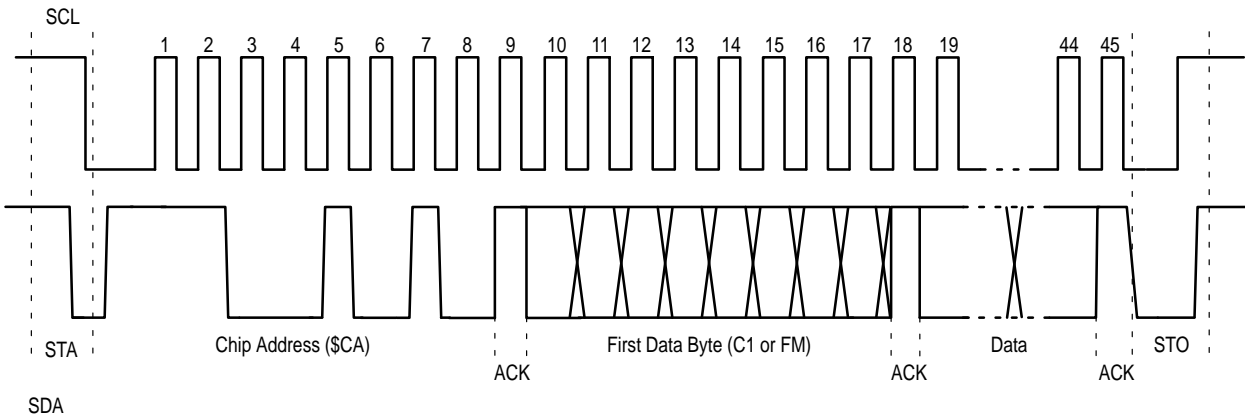 SCL
1 2 3 4 5 6 7 8 9 10 11 12 13 14 15 16 17 18 19 44 45
STA Chip Address ($CA) First Data Byte (C1 or FM) Data STO
ACK ACK ACK
SDA